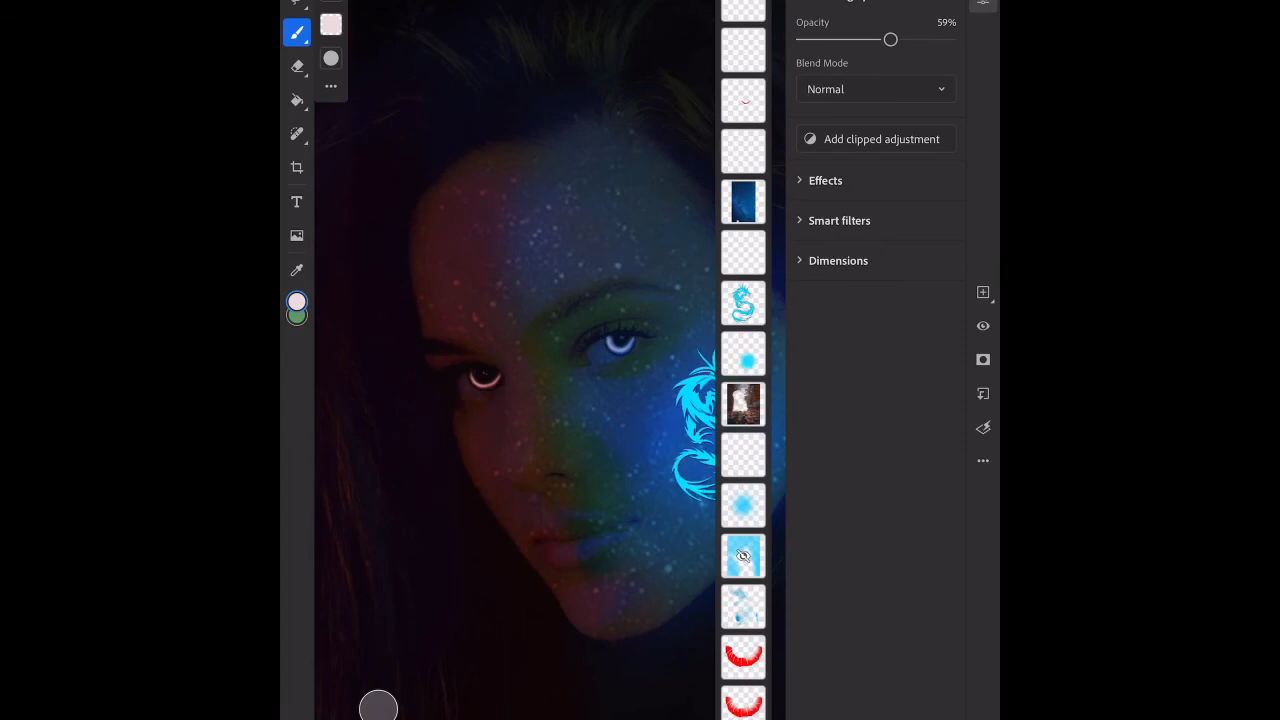 Opacity 59%
Blend Mode
Normal
Add clipped adjustment
Effects
Smart filters
Dimensions
T